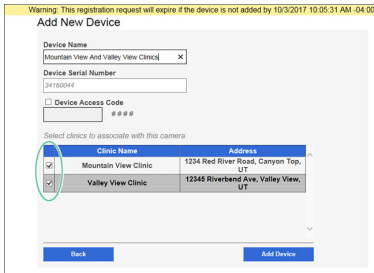 Warning: This registration request will expire if the device is not added by 10/3/2017 10:05:31 AM -04:00
Add New Device
Device Name
Mountain View And Valley View Clinics
Device Serial Number
34160044
Device Access Code
####
Select clinics to associate with this camera
Clinic Name Address
Mountain View Clinic 1234 Red River Road, Canyon Top,
UT
Valley View Clinic 12345 Riverbend Ave, Valley View,
UT
Back Add Device